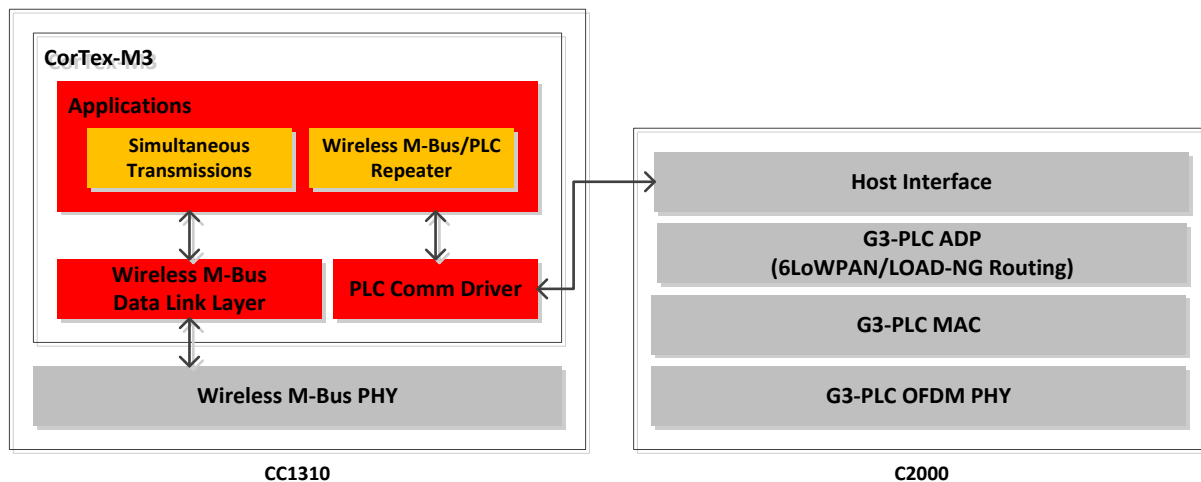 CorTex-M3
Applications
Simultaneous
Transmissions
Wireless M-Bus/PLC
Repeater
Wireless M-Bus
Data Link Layer
PLC Comm Driver
Wireless M-Bus PHY
CC1310
Host Interface
G3-PLC ADP
(6LoWPAN/LOAD-NG Routing)
G3-PLC MAC
G3-PLC OFDM PHY
C2000